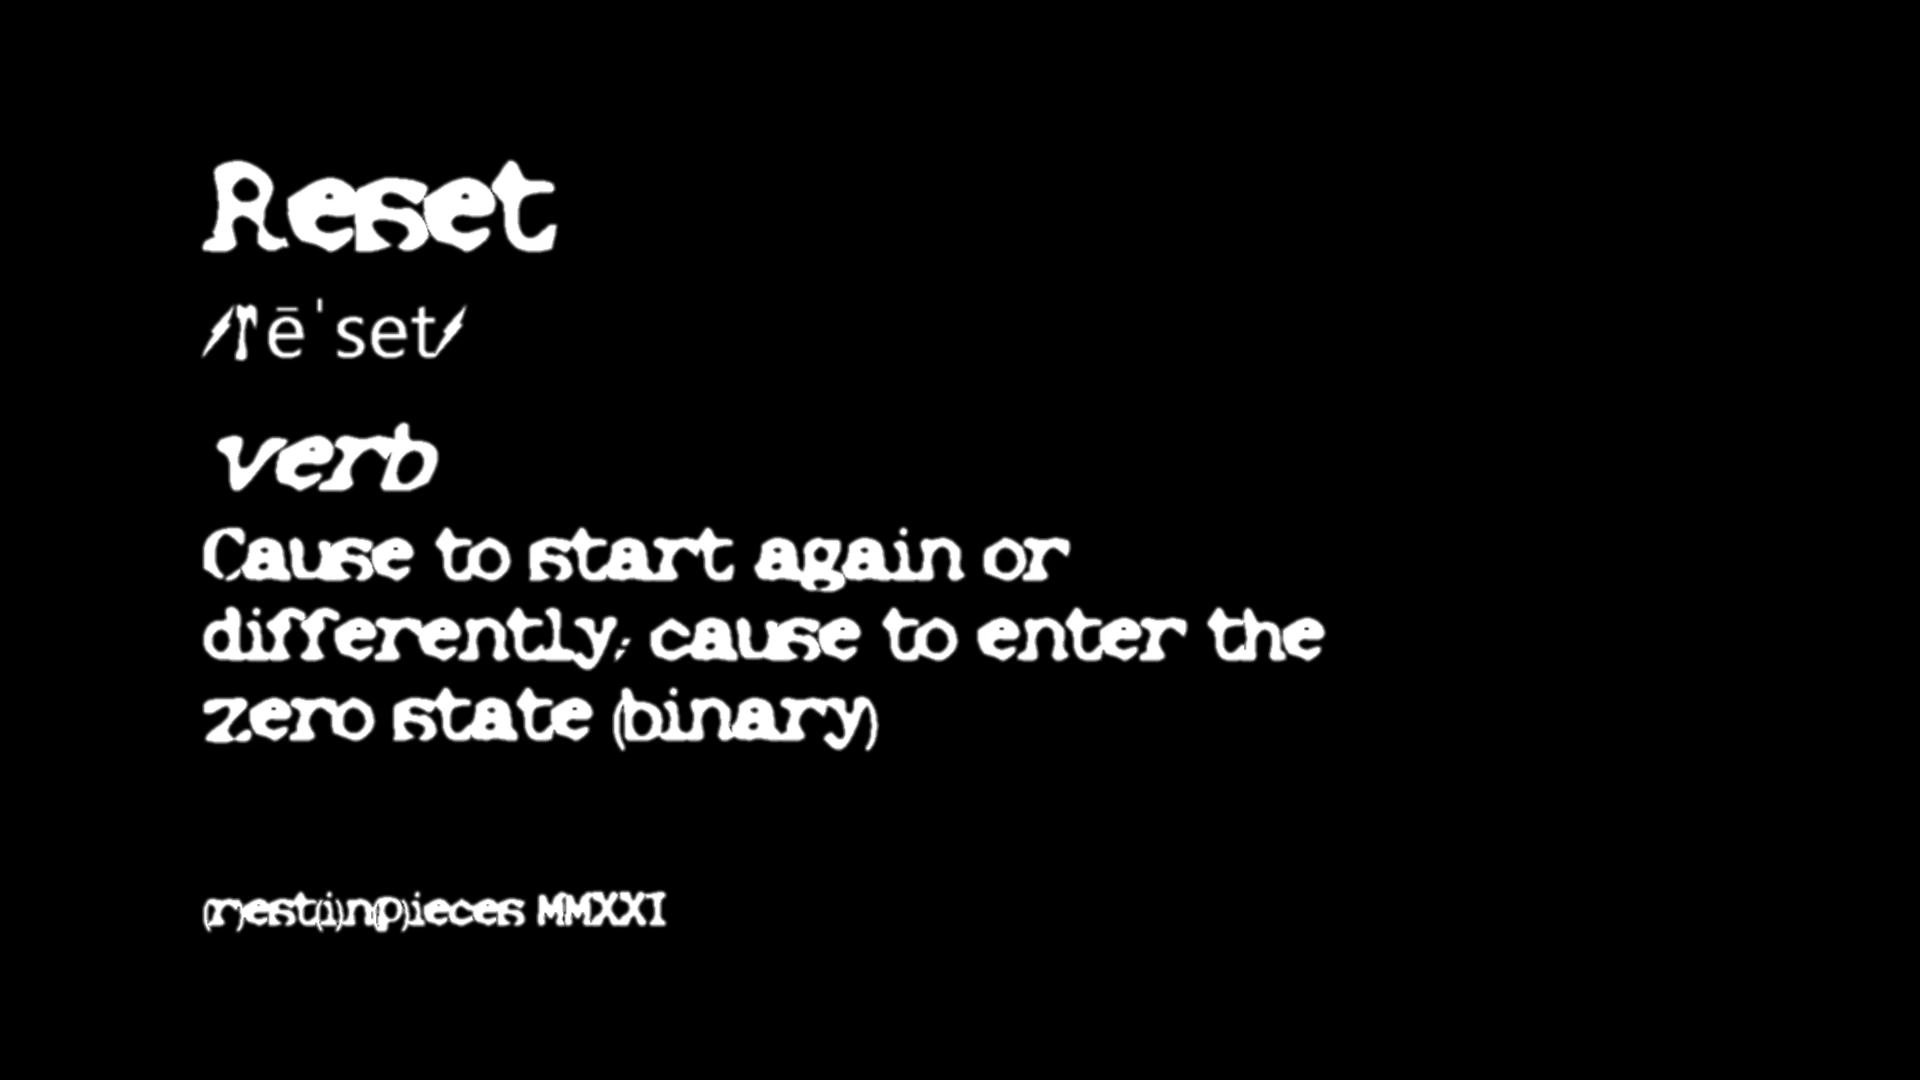 Reset
/rēˈset/
verb
Cause to start again or
differently; cause to enter the
zero state (binary)
(r)est(i)n(p)ieces MMXXI